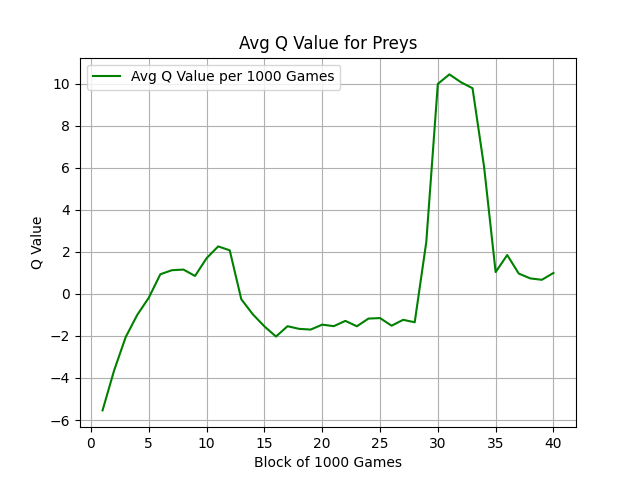 Avg Q Value for Preys
Avg Q Value per 1000 Games
10
8
6
4
2
0
−2
−4
−6
Q Value
0 5 10 15 20 25 30 35 40
Block of 1000 Games